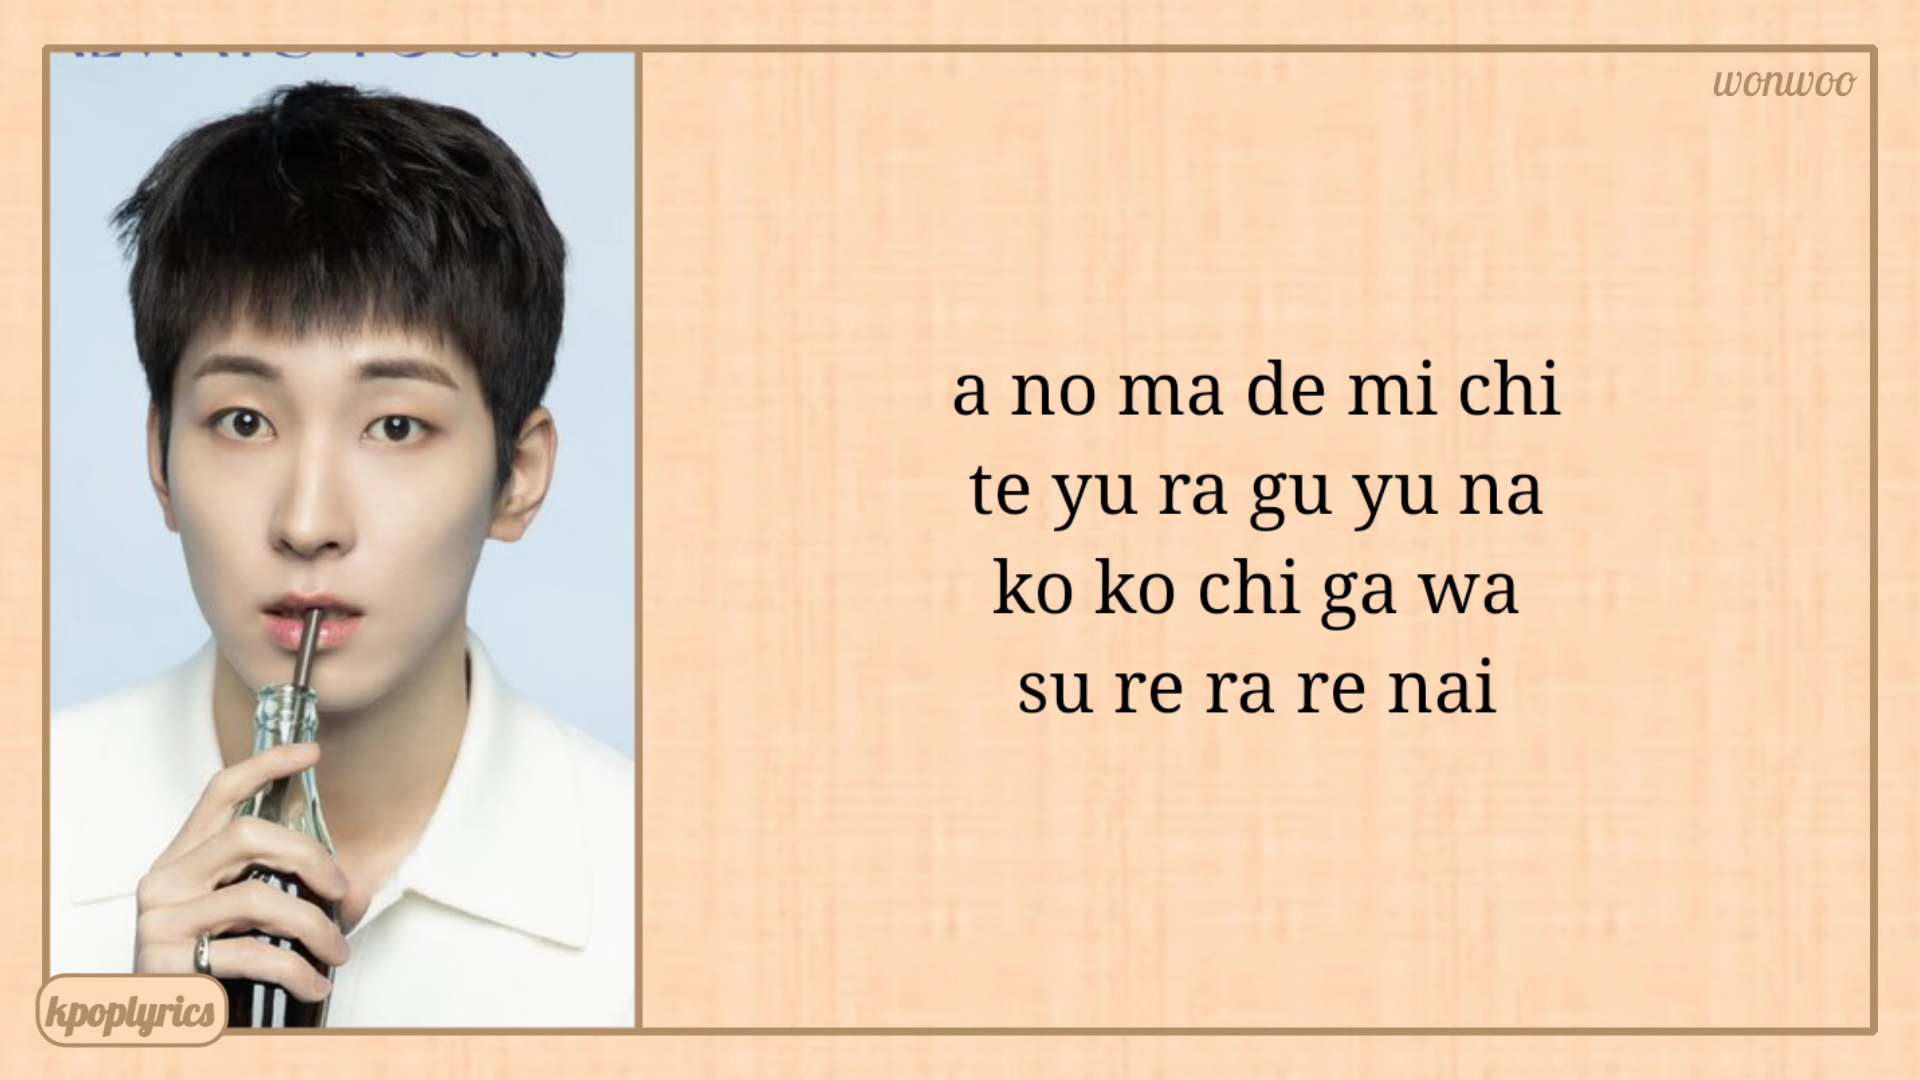 wonwoo
a no ma de mi chi
te yu ra gu yu na
ko ko chi ga wa
su re ra re nai
kpoplyrics